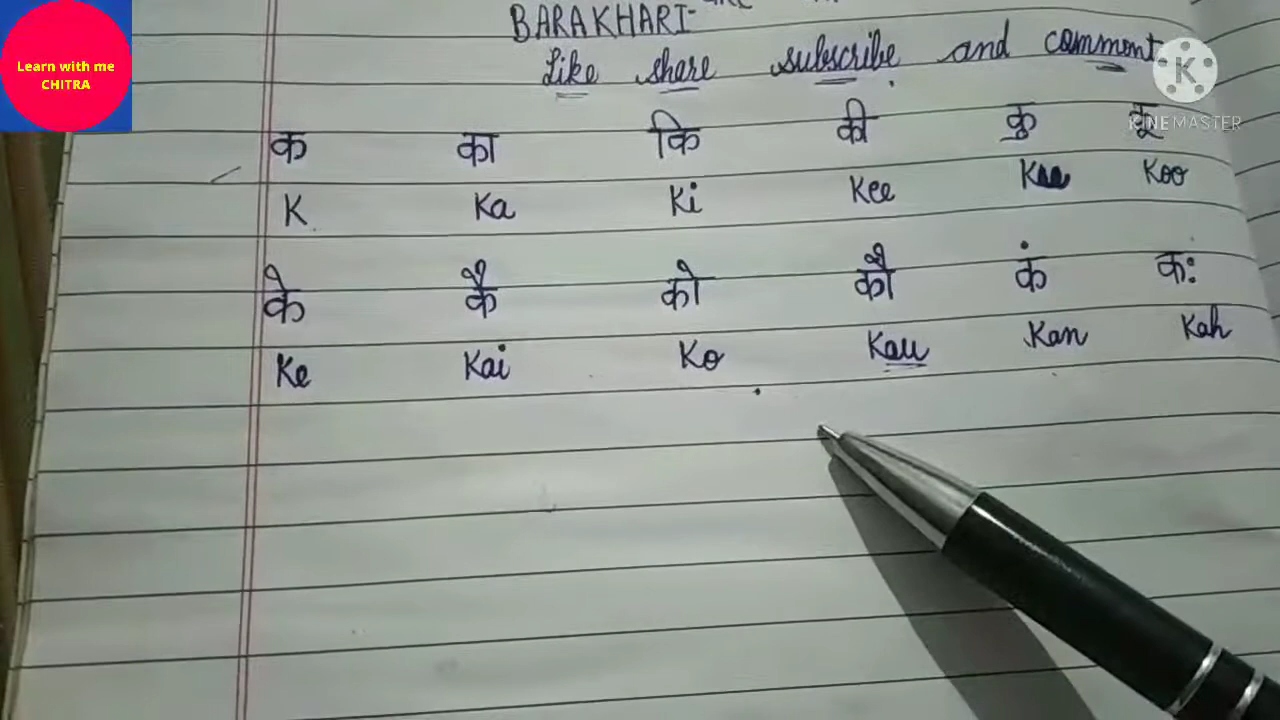 Learn with me
CHITRA
BARAKHARI-
Like share subscribe and comment
KINEMASTER
क का कि की कु कू
K Ka Ki Kee Koo
के कै को कौ कं कः
Ke Kai Ko Kau Kan Kah